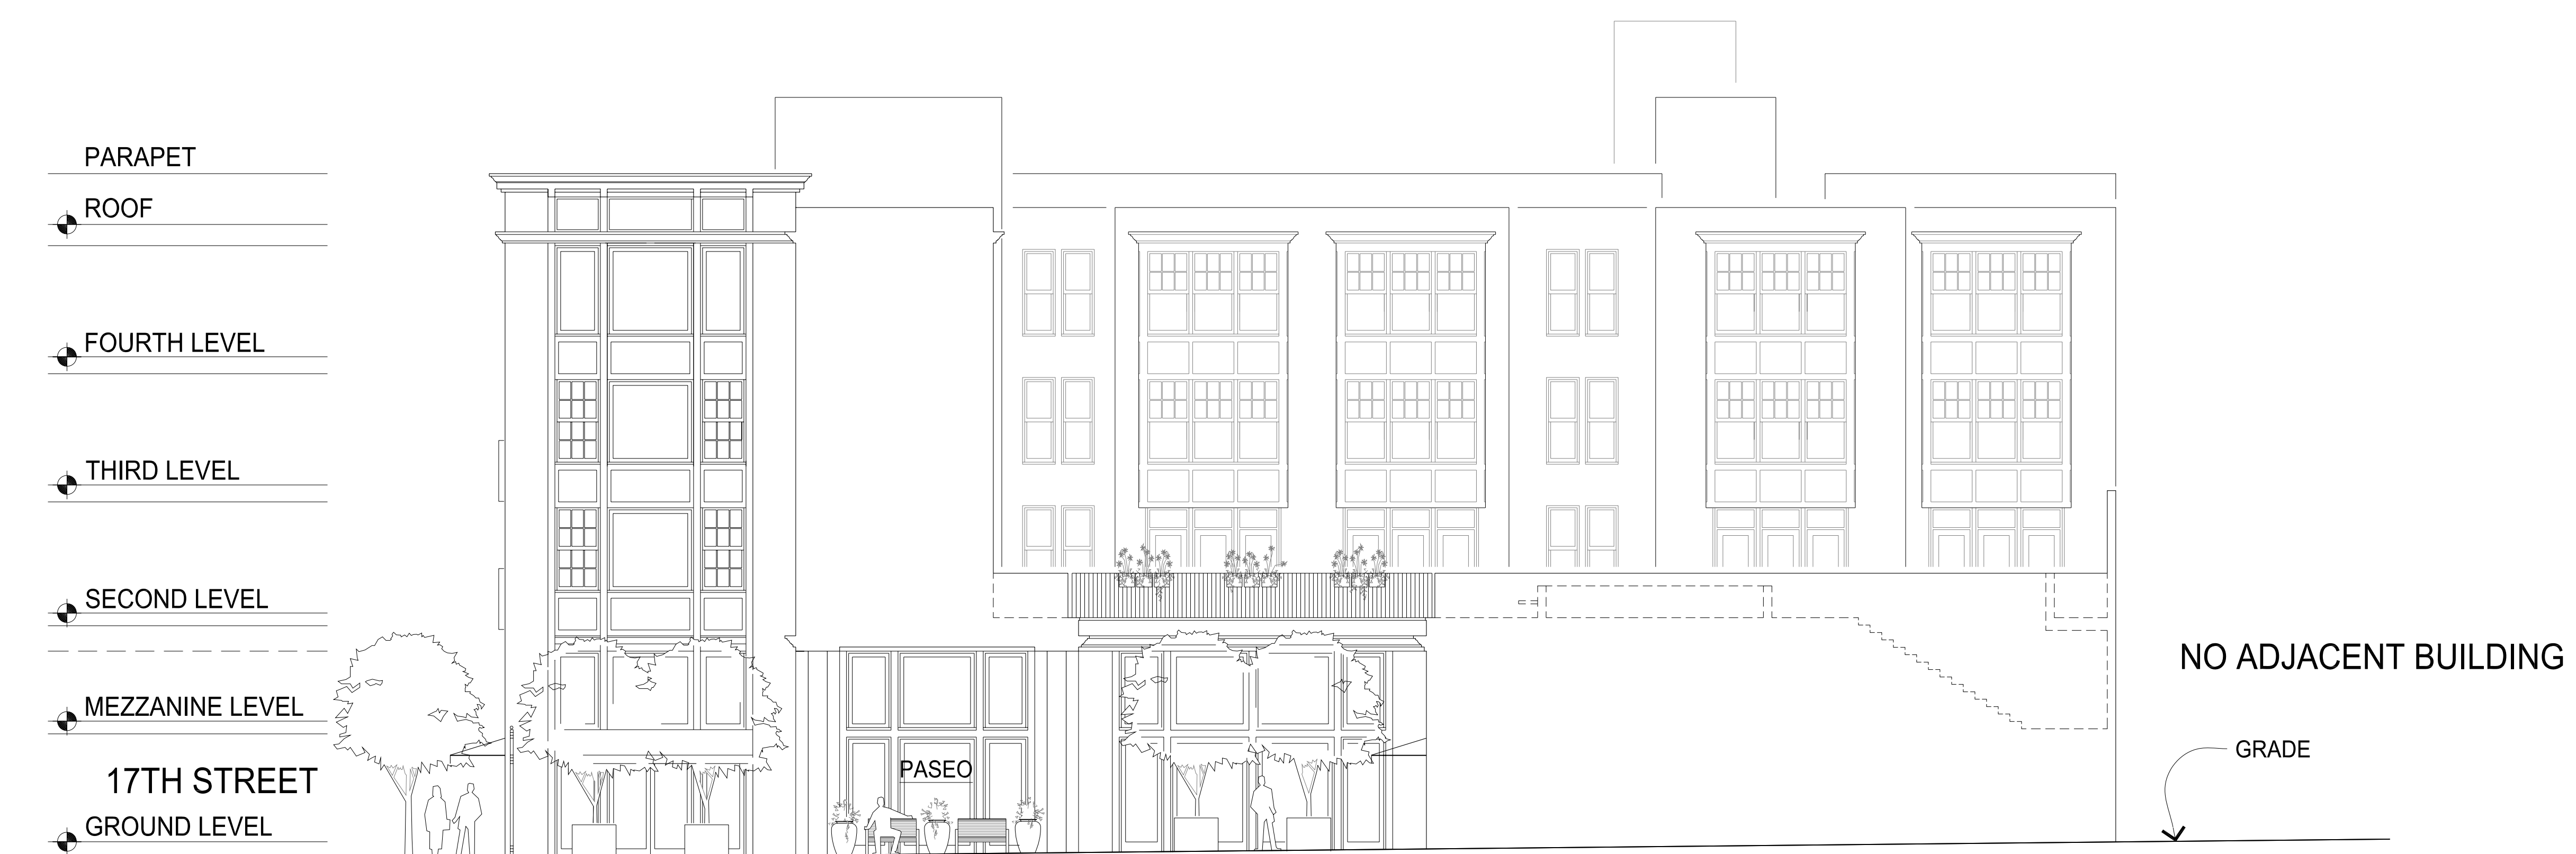 PARAPET
ROOF
FOURTH LEVEL
THIRD LEVEL
SECOND LEVEL
NO ADJACENT BUILDING
MEZZANINE LEVEL
GRADE
PASEO
17TH STREET
GROUND LEVEL